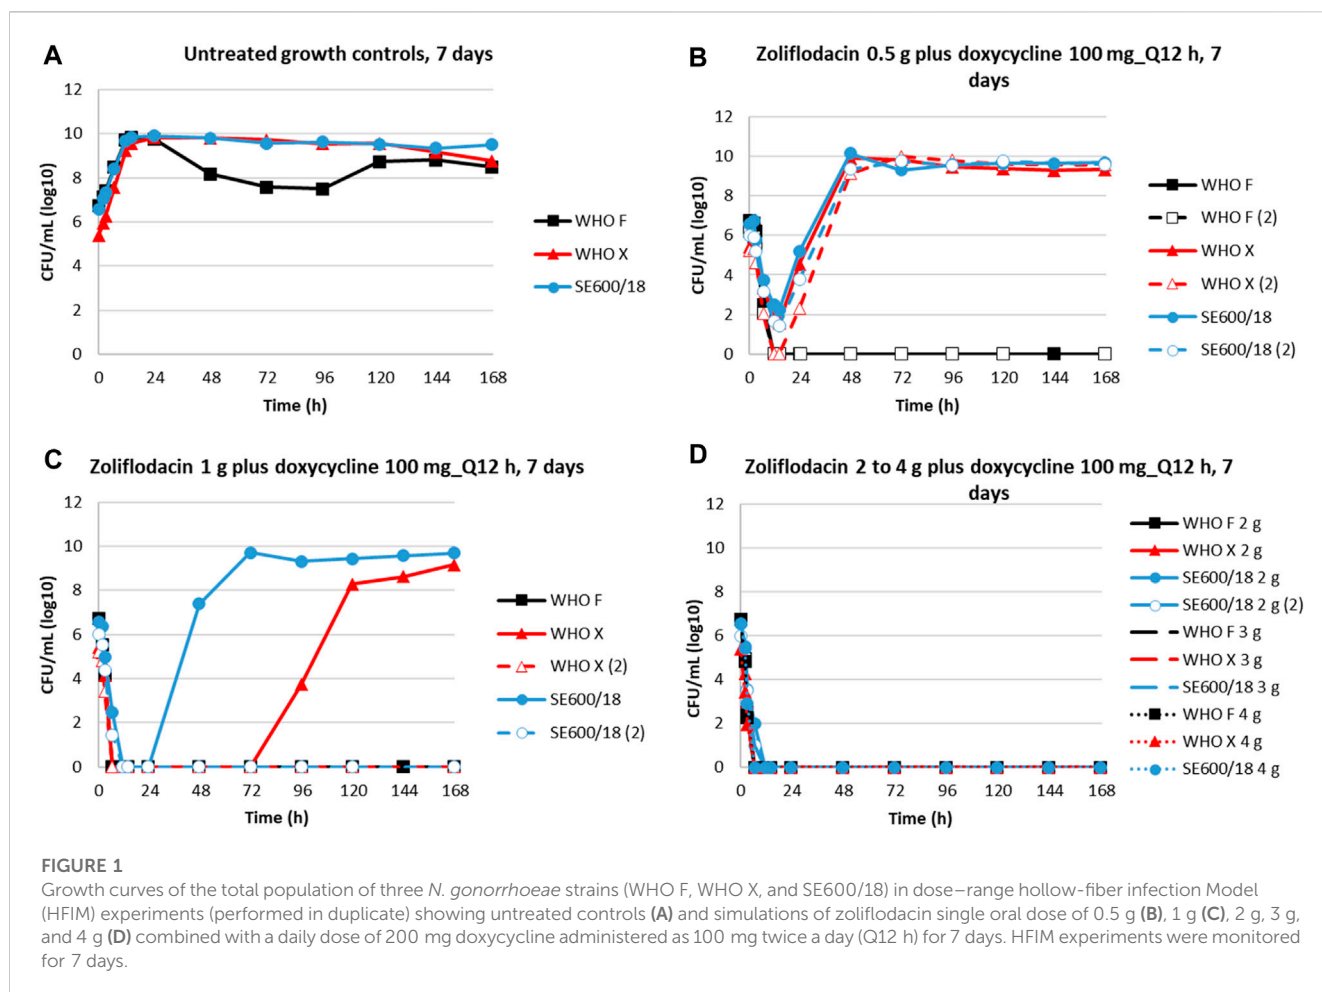 A
Untreated growth controls, 7 days
12
10
8
6
4
2
0
CFU/mL (log10)
0 24 48 72 96 120 144 168
Time (h)
WHO F
WHO X
SE600/18
B
Zoliflodacin 0.5 g plus doxycycline 100 mg_Q12 h, 7
days
12
10
8
6
4
2
0
CFU/mL (log10)
0 24 48 72 96 120 144 168
Time (h)
WHO F
WHO F (2)
WHO X
WHO X (2)
SE600/18
SE600/18 (2)
C
Zoliflodacin 1 g plus doxycycline 100 mg_Q12 h, 7 days
12
10
8
6
4
2
0
CFU/mL (log10)
0 24 48 72 96 120 144 168
Time (h)
WHO F
WHO X
WHO X (2)
SE600/18
SE600/18 (2)
D
Zoliflodacin 2 to 4 g plus doxycycline 100 mg_Q12 h, 7
days
12
10
8
6
4
2
0
CFU/mL (log10)
0 24 48 72 96 120 144 168
Time (h)
WHO F 2 g
WHO X 2 g
SE600/18 2 g
SE600/18 2 g (2)
WHO F 3 g
WHO X 3 g
SE600/18 3 g
WHO F 4 g
WHO X 4 g
SE600/18 4 g
FIGURE 1
Growth curves of the total population of three N. gonorrhoeae strains (WHO F, WHO X, and SE600/18) in dose–range hollow-fiber infection Model
(HFIM) experiments (performed in duplicate) showing untreated controls (A) and simulations of zoliflodacin single oral dose of 0.5 g (B), 1 g (C), 2 g, 3 g,
and 4 g (D) combined with a daily dose of 200 mg doxycycline administered as 100 mg twice a day (Q12 h) for 7 days. HFIM experiments were monitored
for 7 days.